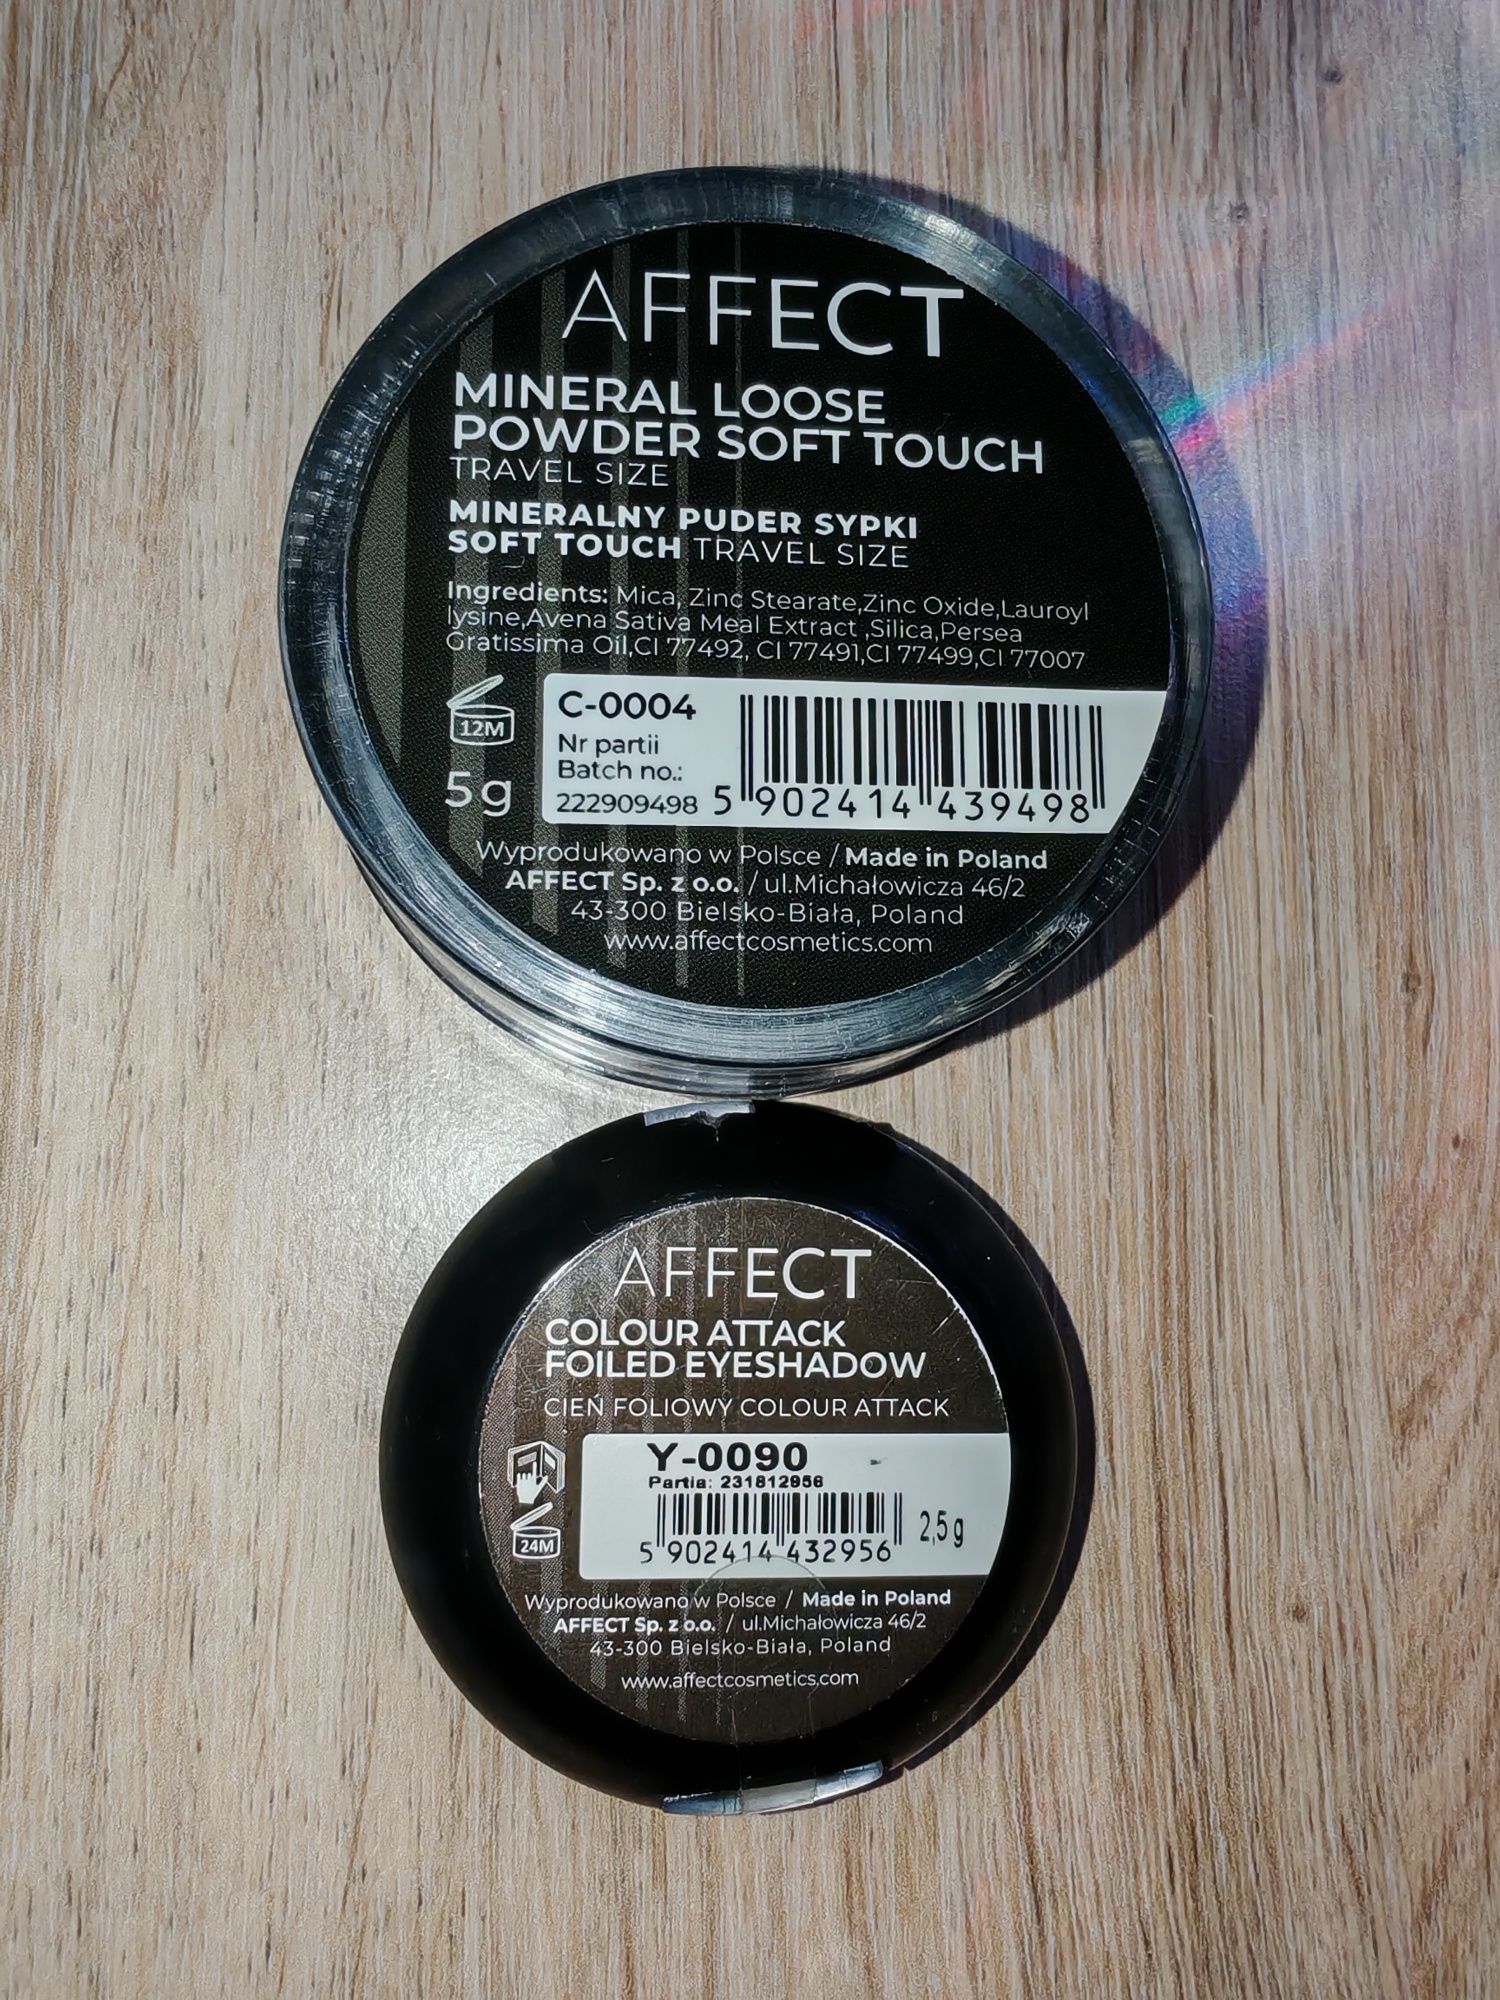 AFFECT
MINERAL LOOSE
POWDER SOFT TOUCH
TRAVEL SIZE
MINERALNY PUDER SYPKI
SOFT TOUCH TRAVEL SIZE
Ingredients: Mica, Zinc Stearate,Zinc Oxide,Lauroyl
lysine,Avena Sativa Meal Extract ,Silica,Persea
Gratissima Oil,CI 77492, CI 77491,CI 77499,CI 77007
12M
5g
C-0004
Nr partii
Batch no.:
222909498
5 902414 439498
Wyprodukowano w Polsce / Made in Poland
AFFECT Sp. z o.o. / ul.Michałowicza 46/2
43-300 Bielsko-Biała, Poland
www.affectcosmetics.com
AFFECT
COLOUR ATTACK
FOILED EYESHADOW
CIEŃ FOLIOWY COLOUR ATTACK
Y-0090
Partia: 231812956
5 902414 432956
2,5 g
24M
Wyprodukowano w Polsce / Made in Poland
AFFECT Sp. z o.o. / ul.Michałowicza 46/2
43-300 Bielsko-Biała, Poland
www.affectcosmetics.com